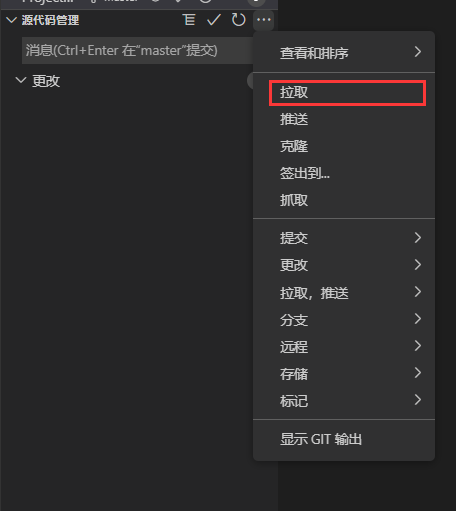 Project...
master
源代码管理
消息(Ctrl+Enter 在“master”提交)
更改
查看和排序
拉取
推送
克隆
签出到...
抓取
提交
更改
拉取，推送
分支
远程
存储
标记
显示 GIT 输出